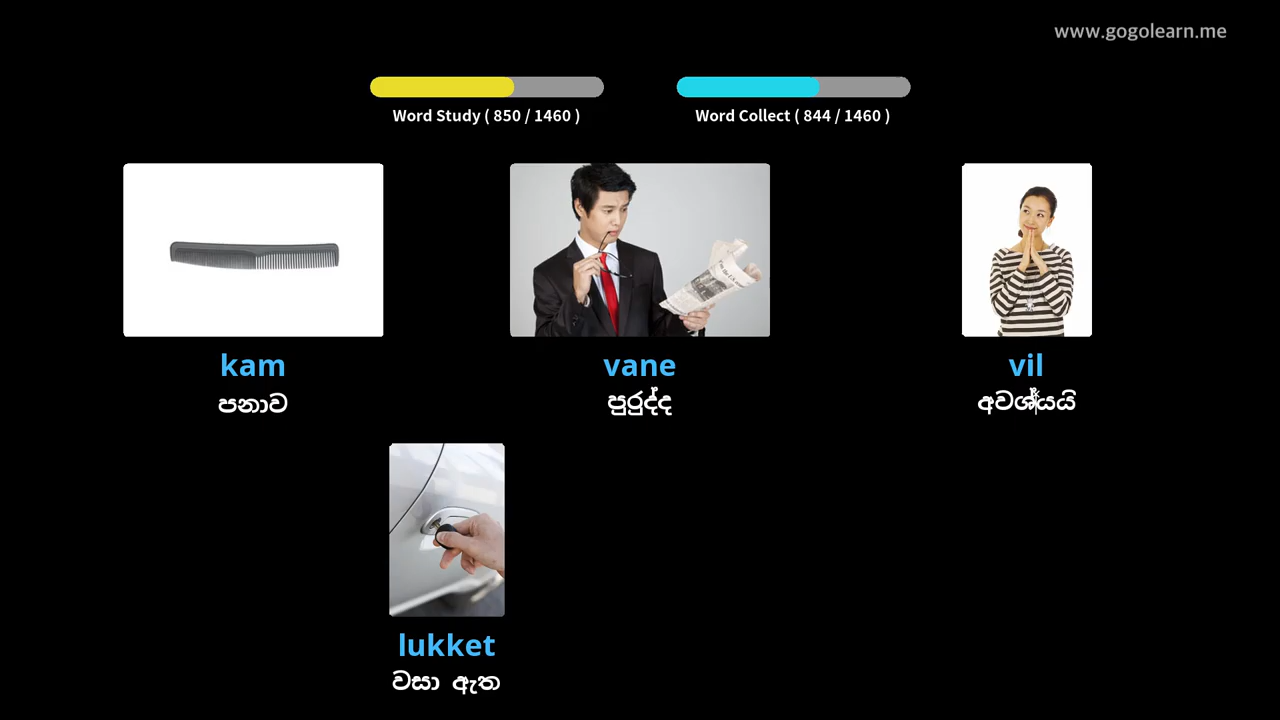 www.gogolearn.me
Word Study ( 850 / 1460 )
Word Collect ( 844 / 1460 )
kam
පනාව
vane
පුරුද්ද
vil
අවශ්‍යයි
lukket
වසා ඇත